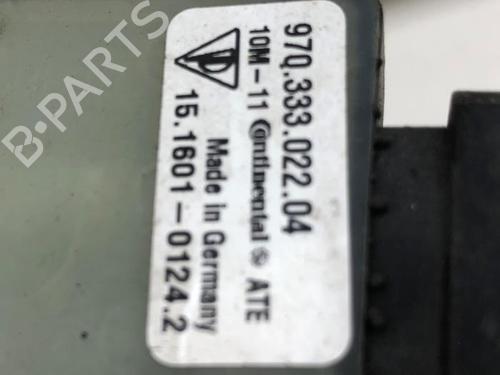 970.333.022.04
10M-11 Continental ATE
Made in Germany
15.1601-0124.2
B-PARTS